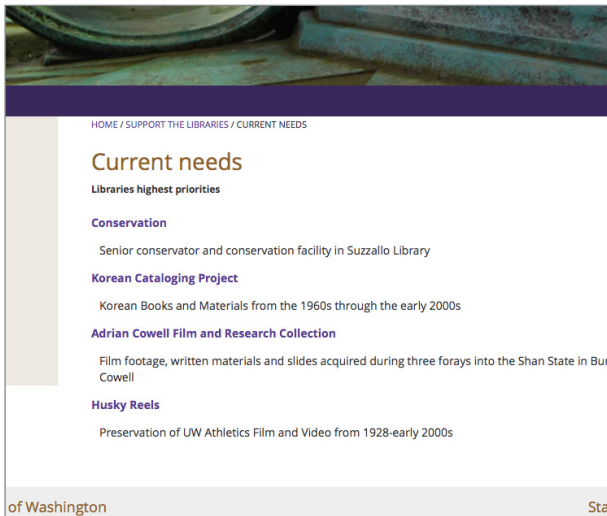 HOME / SUPPORT THE LIBRARIES / CURRENT NEEDS
Current needs
Libraries highest priorities
Conservation
Senior conservator and conservation facility in Suzzallo Library
Korean Cataloging Project
Korean Books and Materials from the 1960s through the early 2000s
Adrian Cowell Film and Research Collection
Film footage, written materials and slides acquired during three forays into the Shan State in
Cowell
Husky Reels
Preservation of UW Athletics Film and Video from 1928-early 2000s
of Washington